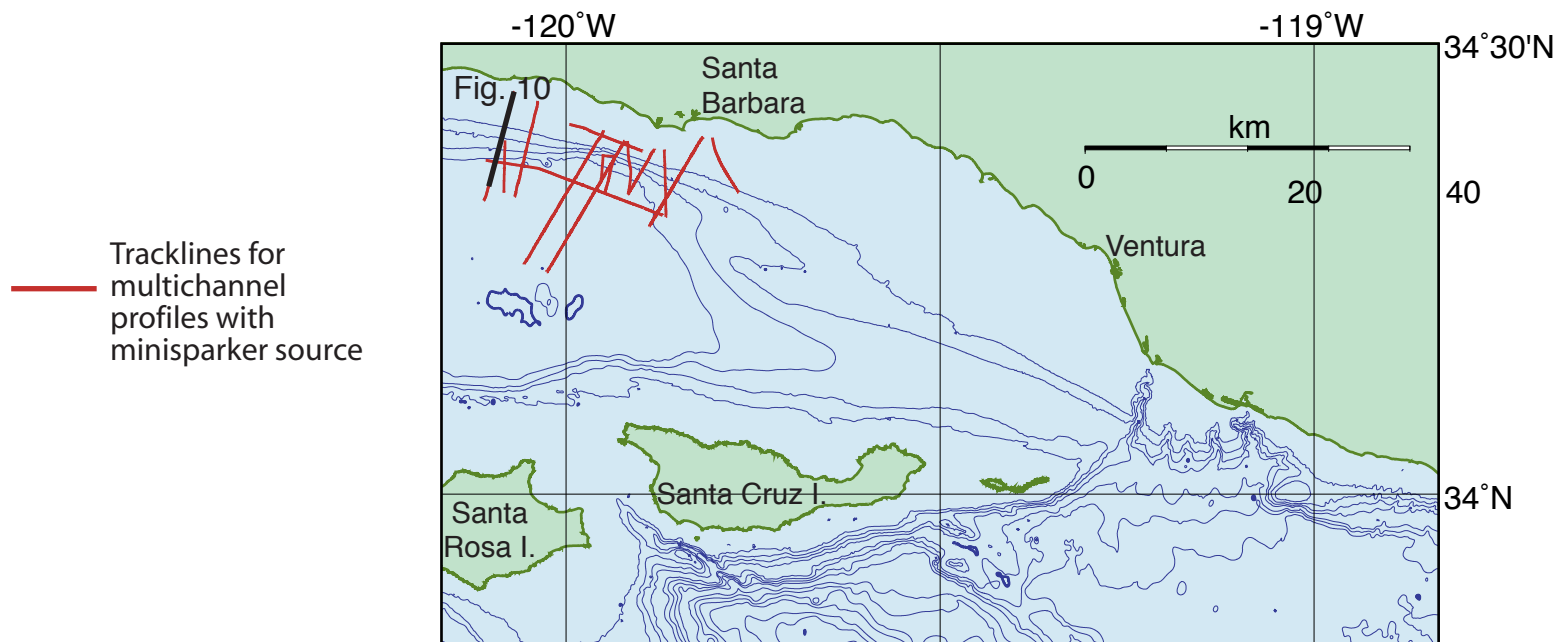 -120˚W
-119˚W
34˚30'N
Santa
Barbara
Fig. 10
km
0
20
40
Ventura
Tracklines for
multichannel
profiles with
minisparker source
Santa Cruz I.
34˚N
Santa
Rosa I.